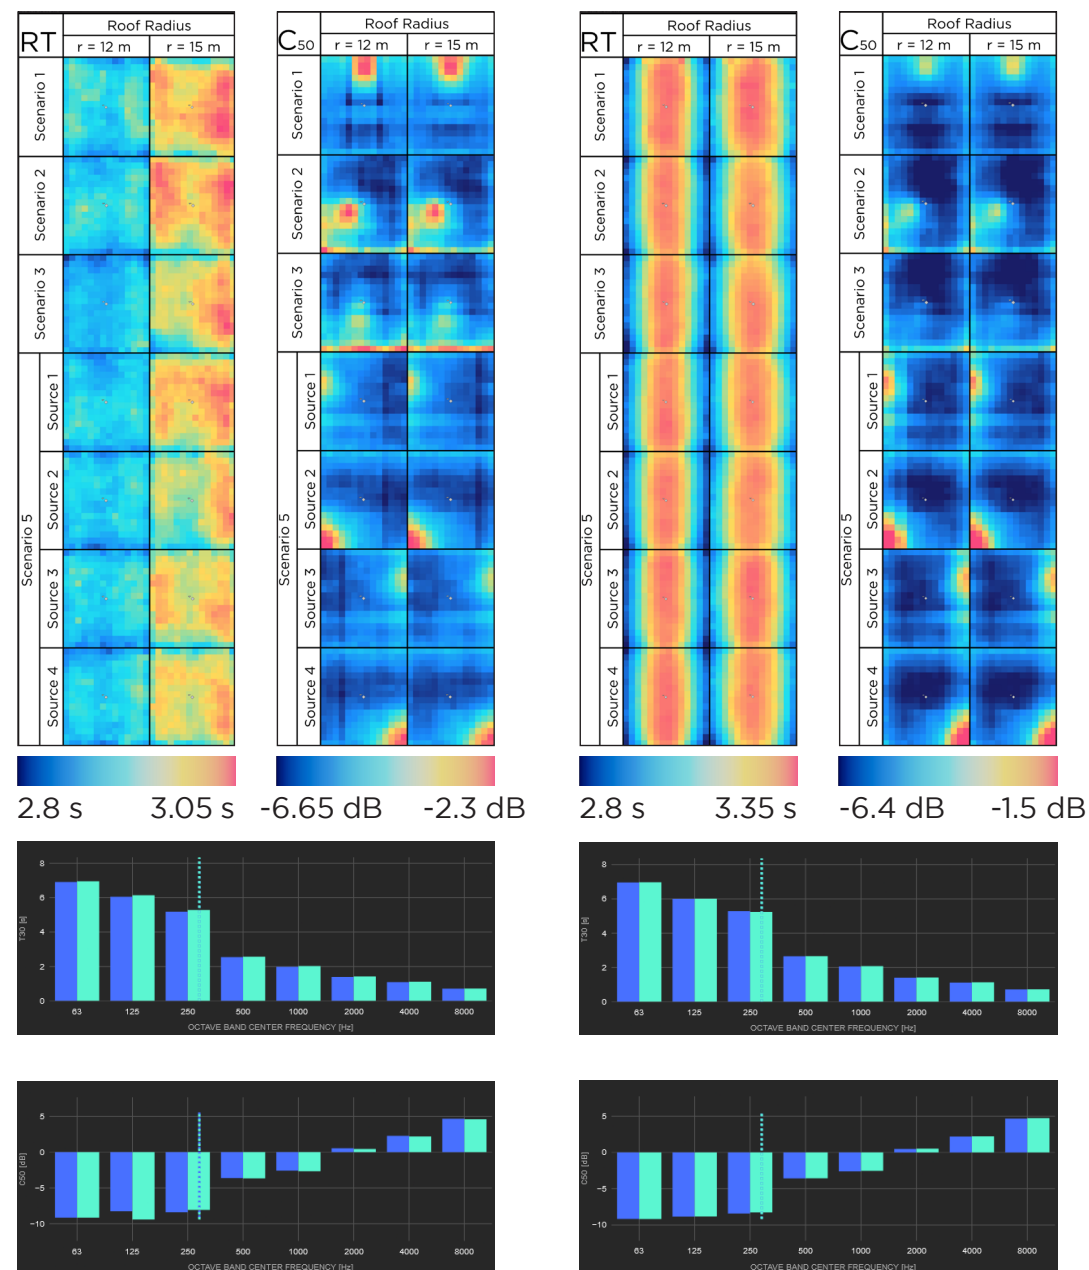 RT
Roof Radius
r = 12 m
r = 15 m
Scenario 1
Scenario 2
Scenario 3
Scenario 5
Source 1
Source 2
Source 3
Source 4
2.8 s
3.05 s
C50
Roof Radius
r = 12 m
r = 15 m
Scenario 1
Scenario 2
Scenario 3
Scenario 5
Source 1
Source 2
Source 3
Source 4
-6.65 dB
-2.3 dB
RT
Roof Radius
r = 12 m
r = 15 m
Scenario 1
Scenario 2
Scenario 3
Source 1
Source 2
Source 3
Source 4
2.8 s
3.35 s
C50
Roof Radius
r = 12 m
r = 15 m
Scenario 1
Scenario 2
Scenario 3
Scenario 5
Source 1
Source 2
Source 3
Source 4
-6.4 dB
-1.5 dB
T30 [s]
8
6
4
2
0
63 125 250 500 1000 2000 4000 8000
OCTAVE BAND CENTER FREQUENCY [Hz]
T30 [s]
8
6
4
2
0
63 125 250 500 1000 2000 4000 8000
OCTAVE BAND CENTER FREQUENCY [Hz]
C50 [dB]
5
0
−5
−10
63 125 250 500 1000 2000 4000 8000
OCTAVE BAND CENTER FREQUENCY [Hz]
C50 [dB]
5
0
−5
−10
63 125 250 500 1000 2000 4000 8000
OCTAVE BAND CENTER FREQUENCY [Hz]